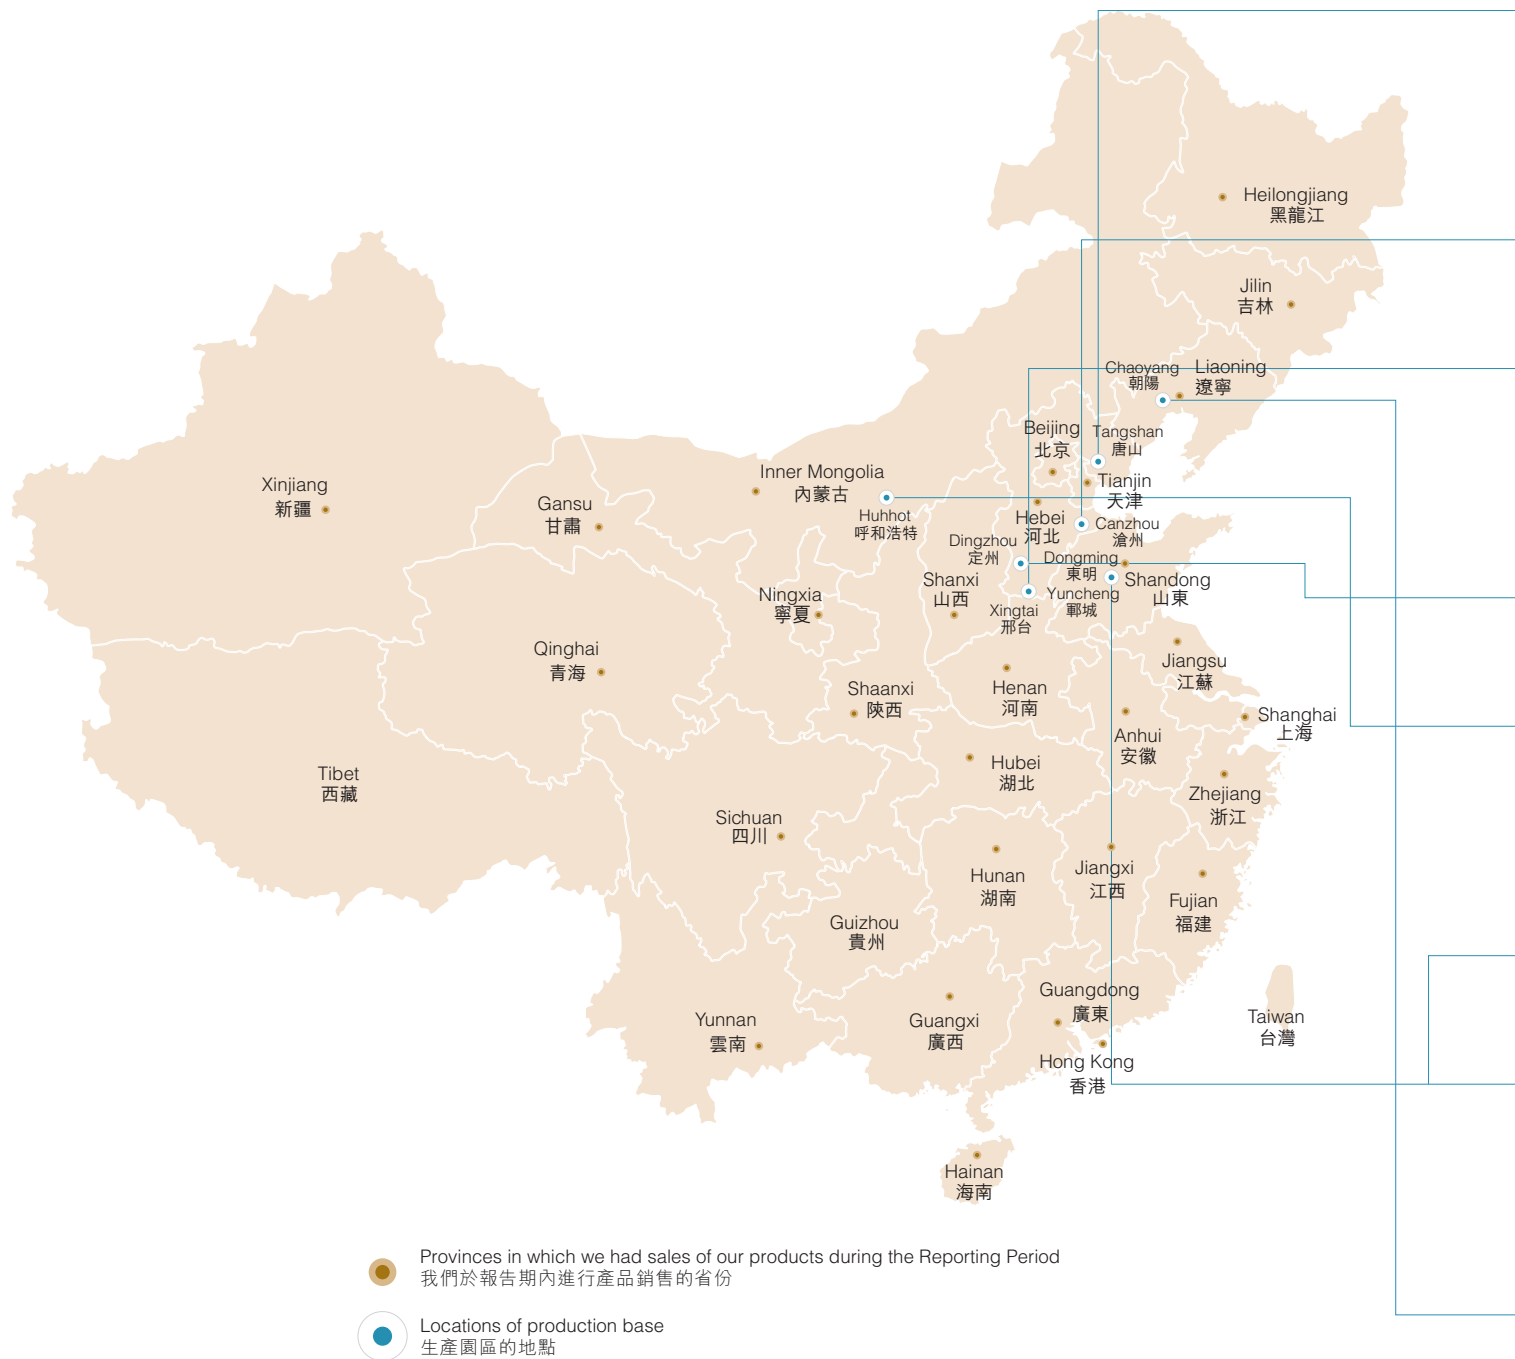 Heilongjiang
黑龍江
Jilin
吉林
Chaoyang
朝陽
Liaoning
遼寧
Beijing
北京
Tangshan
唐山
Tianjin
天津
Inner Mongolia
內蒙古
Huhhot
呼和浩特
Xinjiang
新疆
Gansu
甘肅
Hebei
河北
Canzhou
滄州
Dingzhou
定州
Dongming
東明
Shanxi
山西
Shandong
山東
Yuncheng
鄆城
Xingtai
邢台
Ningxia
寧夏
Qinghai
青海
Jiangsu
江蘇
Shaanxi
陝西
Henan
河南
Shanghai
上海
Anhui
安徽
Hubei
湖北
Tibet
西藏
Zhejiang
浙江
Sichuan
四川
Hunan
湖南
Jiangxi
江西
Fujian
福建
Guizhou
貴州
Guangdong
廣東
Yunnan
雲南
Guangxi
廣西
Taiwan
台灣
Hong Kong
香港
Hainan
海南
Provinces in which we had sales of our products during the Reporting Period
我們於報告期內進行產品銷售的省份
Locations of production base
生產園區的地點